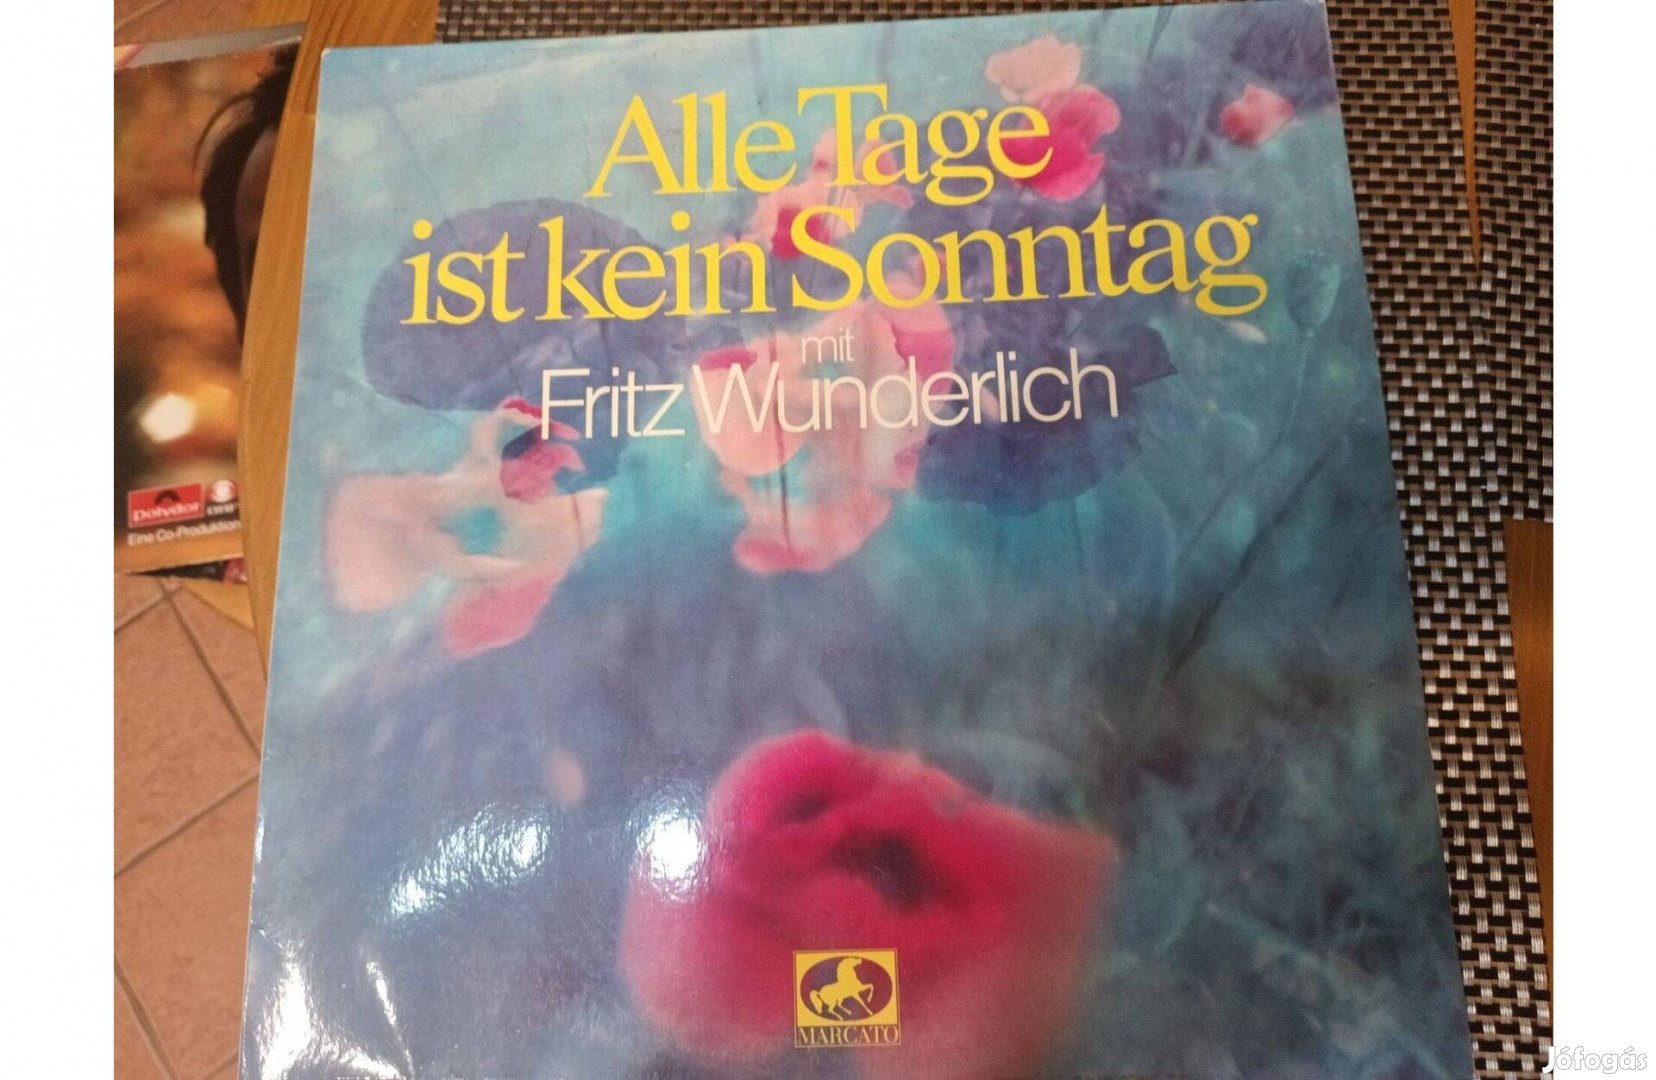 Alle Tage
ist kein Sonntag
mit
Fritz Wunderlich
MARCATO
Polydor
Eine Co-Produktion
Jófogás